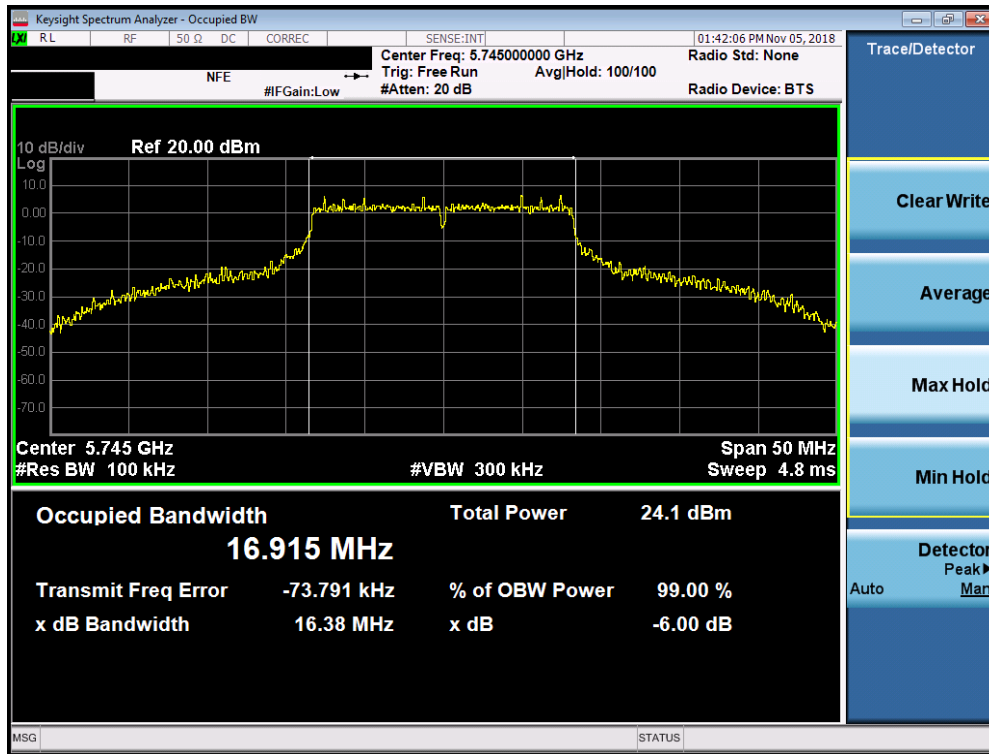 Keysight Spectrum Analyzer - Occupied BW
LXI RL RF 50 Ω DC CORREC SENSE:INT 01:42:06 PM Nov 05, 2018
Center Freq: 5.745000000 GHz Radio Std: None
NFE Trig: Free Run Avg|Hold: 100/100
#IFGain:Low #Atten: 20 dB Radio Device: BTS
10 dB/div Ref 20.00 dBm
Log
10.0
0.00
-10.0
-20.0
-30.0
-40.0
-50.0
-60.0
-70.0
Center 5.745 GHz Span 50 MHz
#Res BW 100 kHz #VBW 300 kHz Sweep 4.8 ms
Occupied Bandwidth Total Power 24.1 dBm
16.915 MHz
Transmit Freq Error -73.791 kHz % of OBW Power 99.00 %
x dB Bandwidth 16.38 MHz x dB -6.00 dB
MSG STATUS
Trace/Detector
Clear Write
Average
Max Hold
Min Hold
Detector
Peak
Auto Man